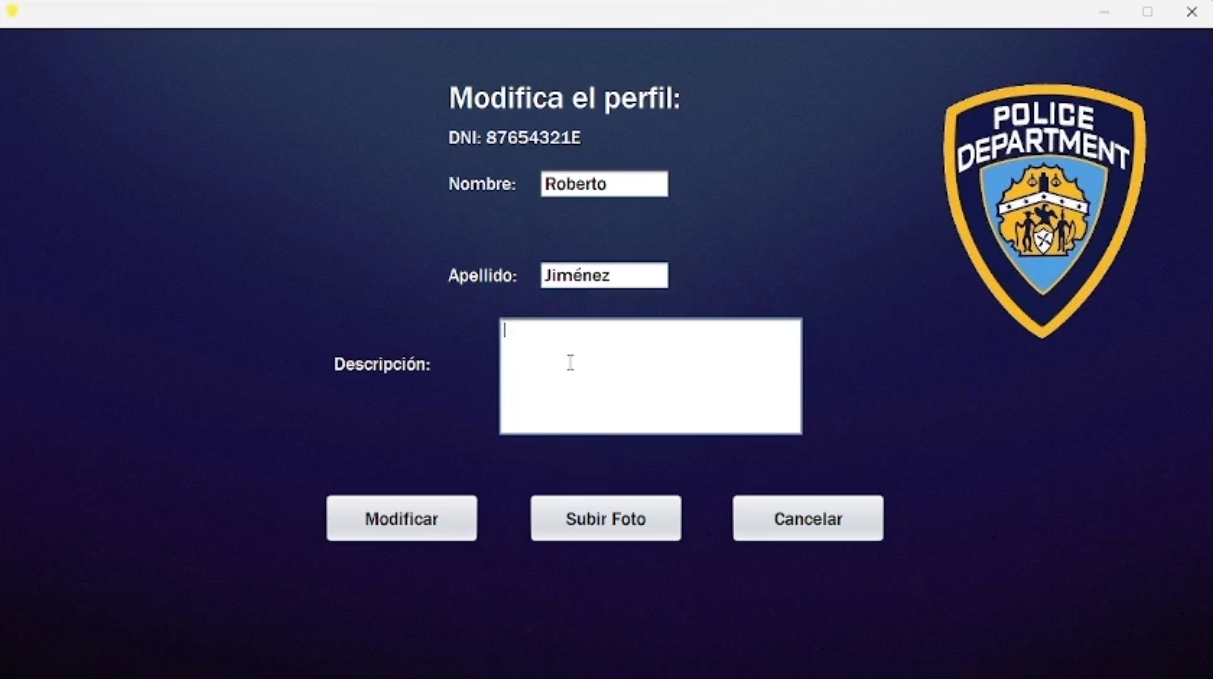 Modifica el perfil:
DNI: 87654321E
Nombre: Roberto
Apellido: Jiménez
Descripción:
Modificar Subir Foto Cancelar
POLICE
DEPARTMENT